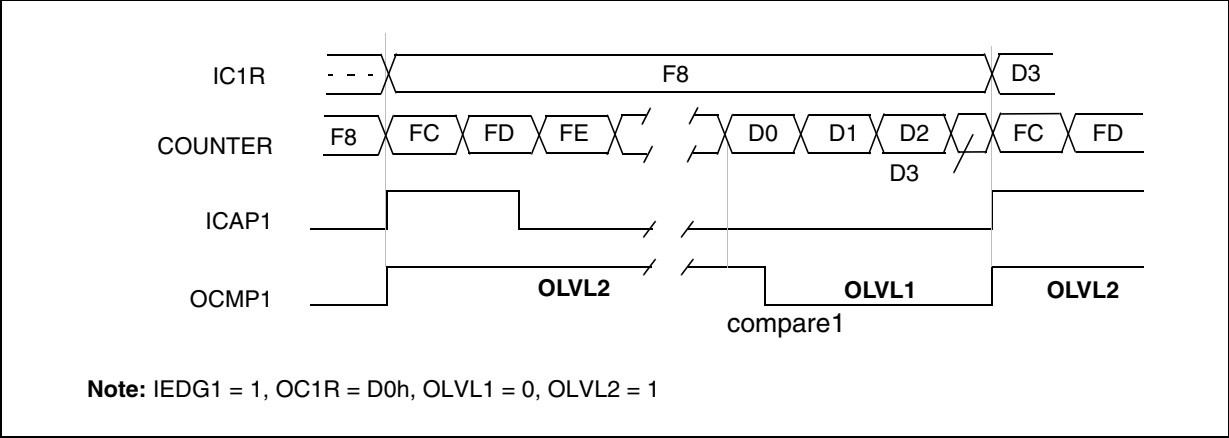 IC1R - - - F8 D3
COUNTER F8 FC FD FE D0 D1 D2 FC FD
D3
ICAP1
OCMP1 OLVL2 OLVL1 OLVL2
compare1
Note: IEDG1 = 1, OC1R = D0h, OLVL1 = 0, OLVL2 = 1